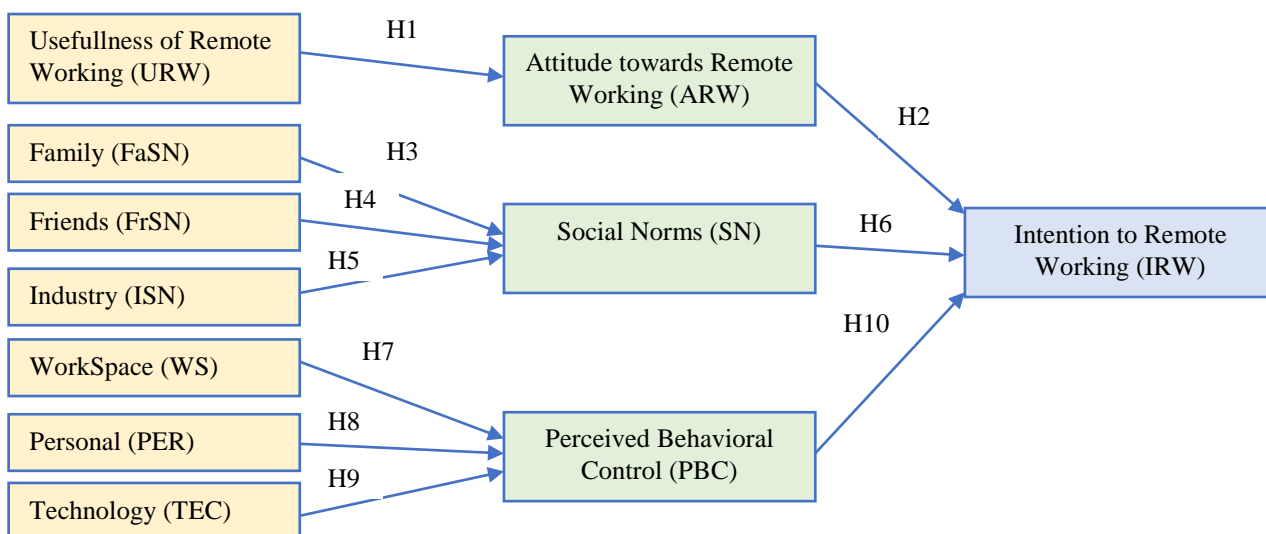 Usefullness of Remote
Working (URW)
H1
Attitude towards Remote
Working (ARW)
H2
Family (FaSN)
H3
Friends (FrSN)
H4
Social Norms (SN)
H6
Intention to Remote
Working (IRW)
Industry (ISN)
H5
WorkSpace (WS)
H7
H10
Personal (PER)
H8
Perceived Behavioral
Control (PBC)
Technology (TEC)
H9